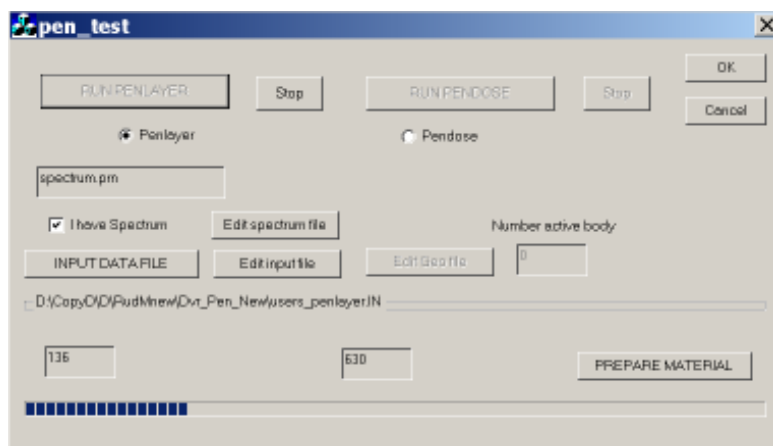 pen_test
RUN PENLAYER Stop RUN PENDOSE Stop OK
Cancel
Penlayer Pendose
spectrum.prn
I have Spectrum Edit spectrum file Number active body
INPUT DATA FILE Edit input file Edit Geo file 0
D:\CopyD\D\RudMnew\Dvr_Pen_New\users_penlayer.IN
136 630 PREPARE MATERIAL